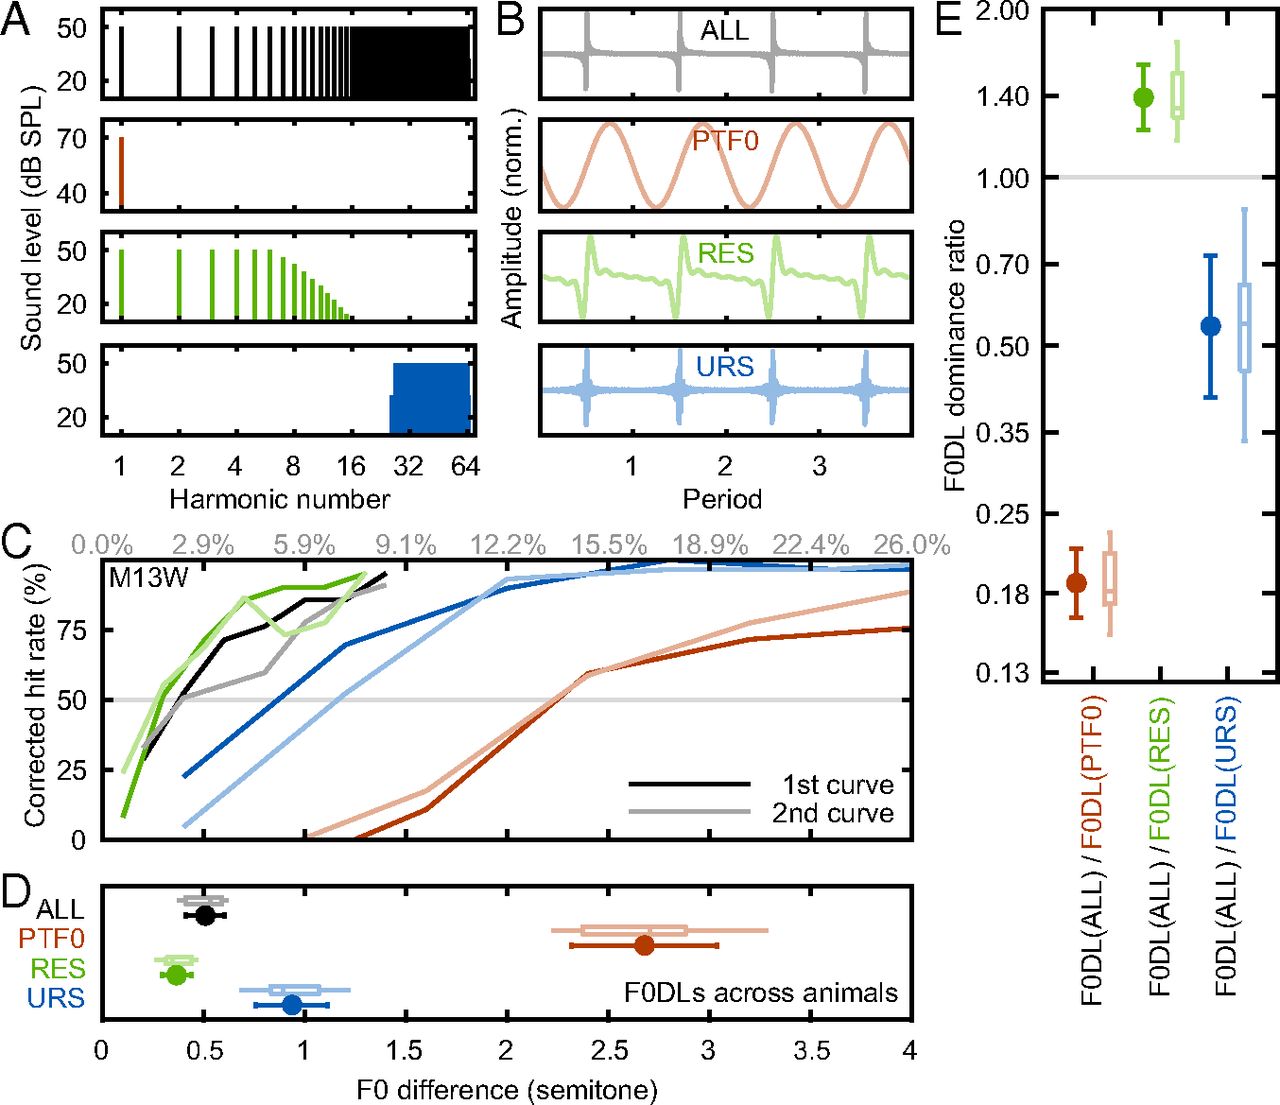 A
50
20
70
40
50
20
50
20
Sound level (dB SPL)
1 2 4 8 16 32 64
Harmonic number
B
ALL
PTF0
RES
URS
Amplitude (norm.)
1 2 3
Period
C
0.0% 2.9% 5.9% 9.1% 12.2% 15.5% 18.9% 22.4% 26.0%
M13W
75
50
25
0
Corrected hit rate (%)
1st curve
2nd curve
D
ALL
PTF0
RES
URS
F0DLs across animals
0 0.5 1 1.5 2 2.5 3 3.5 4
F0 difference (semitone)
E
2.00
1.40
1.00
0.70
0.50
0.35
0.25
0.18
0.13
F0DL dominance ratio
F0DL(ALL) / F0DL(PTF0)
F0DL(ALL) / F0DL(RES)
F0DL(ALL) / F0DL(URS)